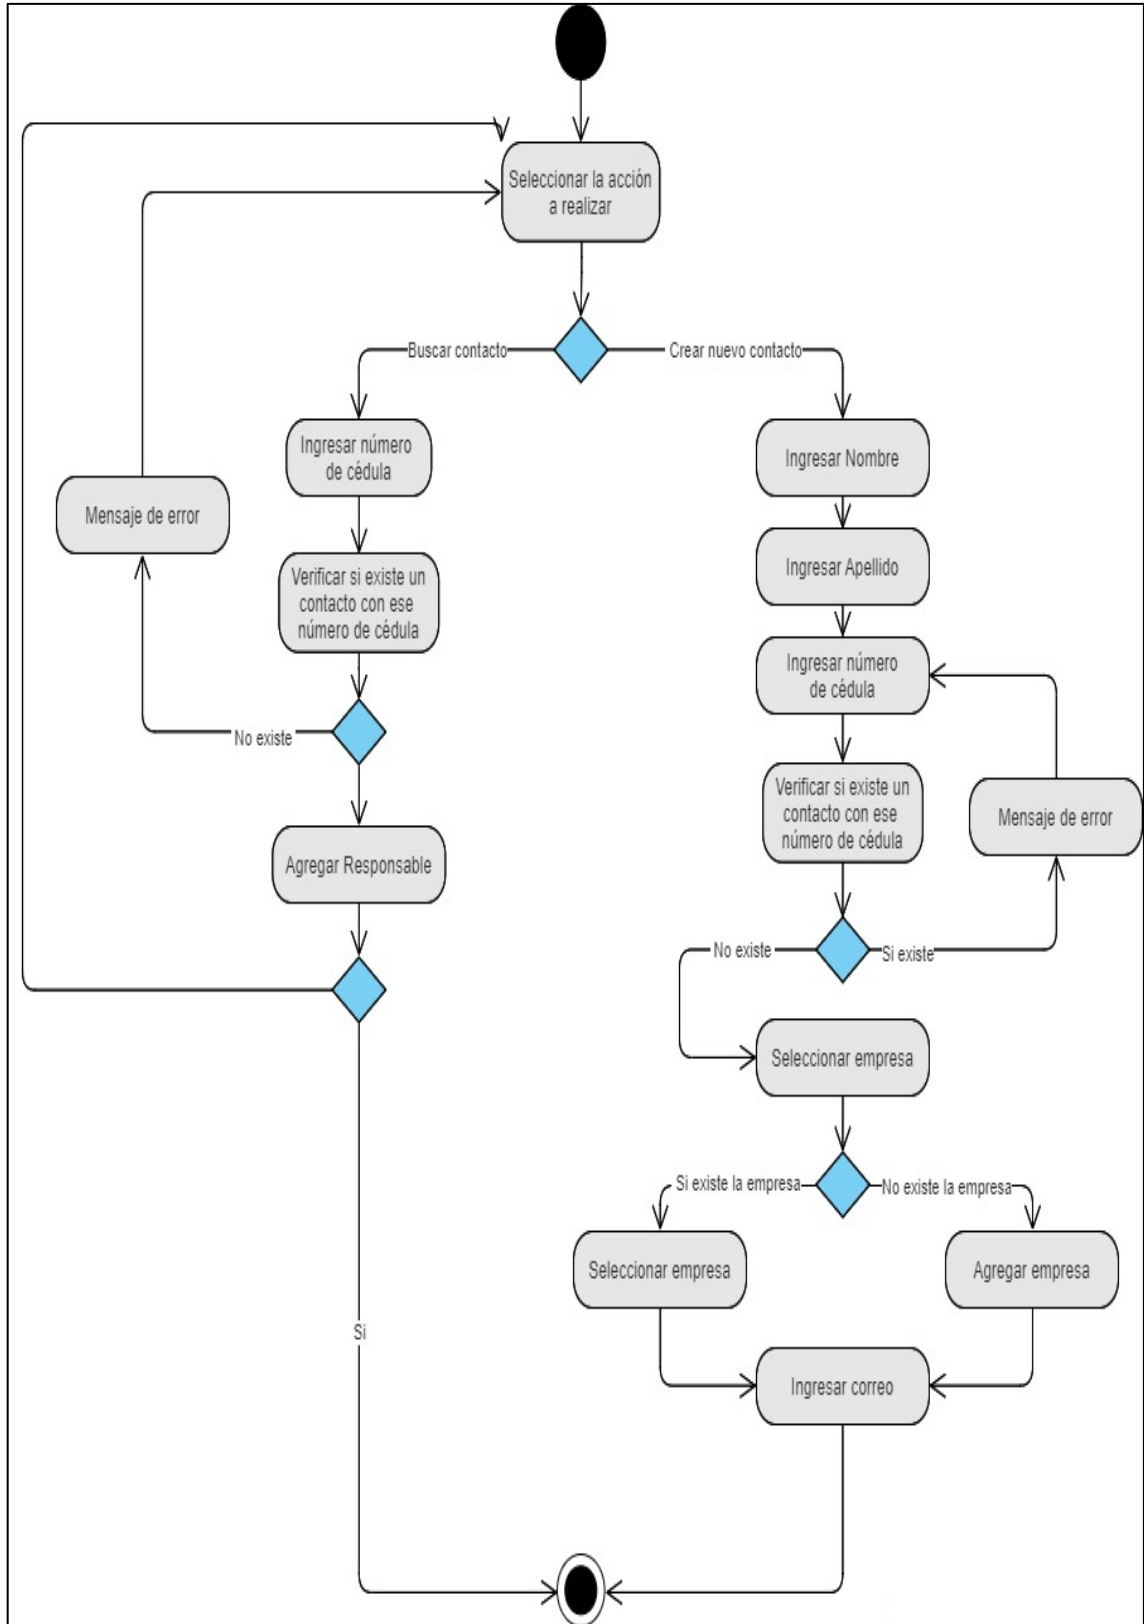 Seleccionar la acción
a realizar
Buscar contacto
Crear nuevo contacto
Ingresar número
de cédula
Ingresar Nombre
Mensaje de error
Verificar si existe un
contacto con ese
número de cédula
Ingresar Apellido
Ingresar número
de cédula
No existe
Verificar si existe un
contacto con ese
número de cédula
Mensaje de error
Agregar Responsable
No existe
Si existe
Seleccionar empresa
Si existe la empresa
No existe la empresa
Seleccionar empresa
Agregar empresa
Si
Ingresar correo